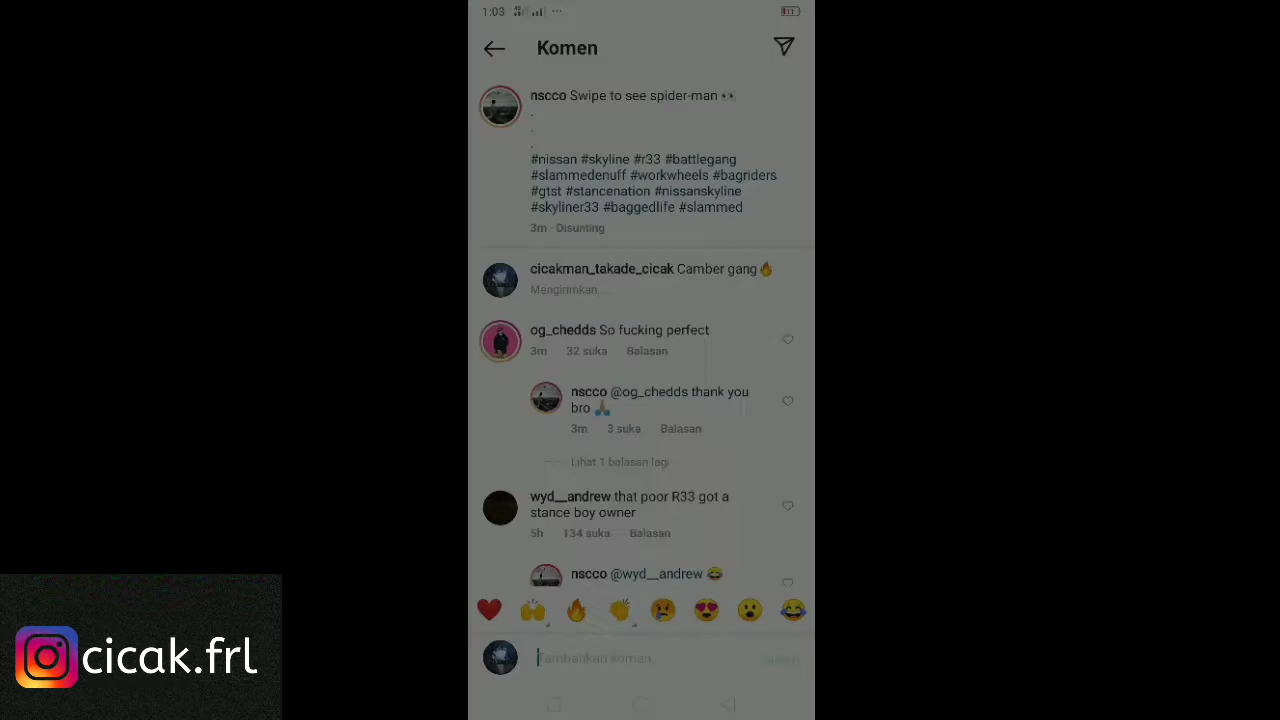 1:03
11
Komen
nscco Swipe to see spider-man 👀
.
.
.
#nissan #skyline #r33 #battlegang
#slammedenuff #workwheels #bagriders
#gtst #stancenation #nissanskyline
#skyliner33 #baggedlife #slammed
3m · Disunting
cicakman_takade_cicak Camber gang🔥
Mengirimkan...
og_chedds So fucking perfect
3m 32 suka Balasan
nscco @og_chedds thank you
bro 🙏🏽
3m 3 suka Balasan
Lihat 1 balasan lagi
wyd__andrew that poor R33 got a
stance boy owner
5h 134 suka Balasan
nscco @wyd__andrew 😂
Tambahkan komen
cicak.frl